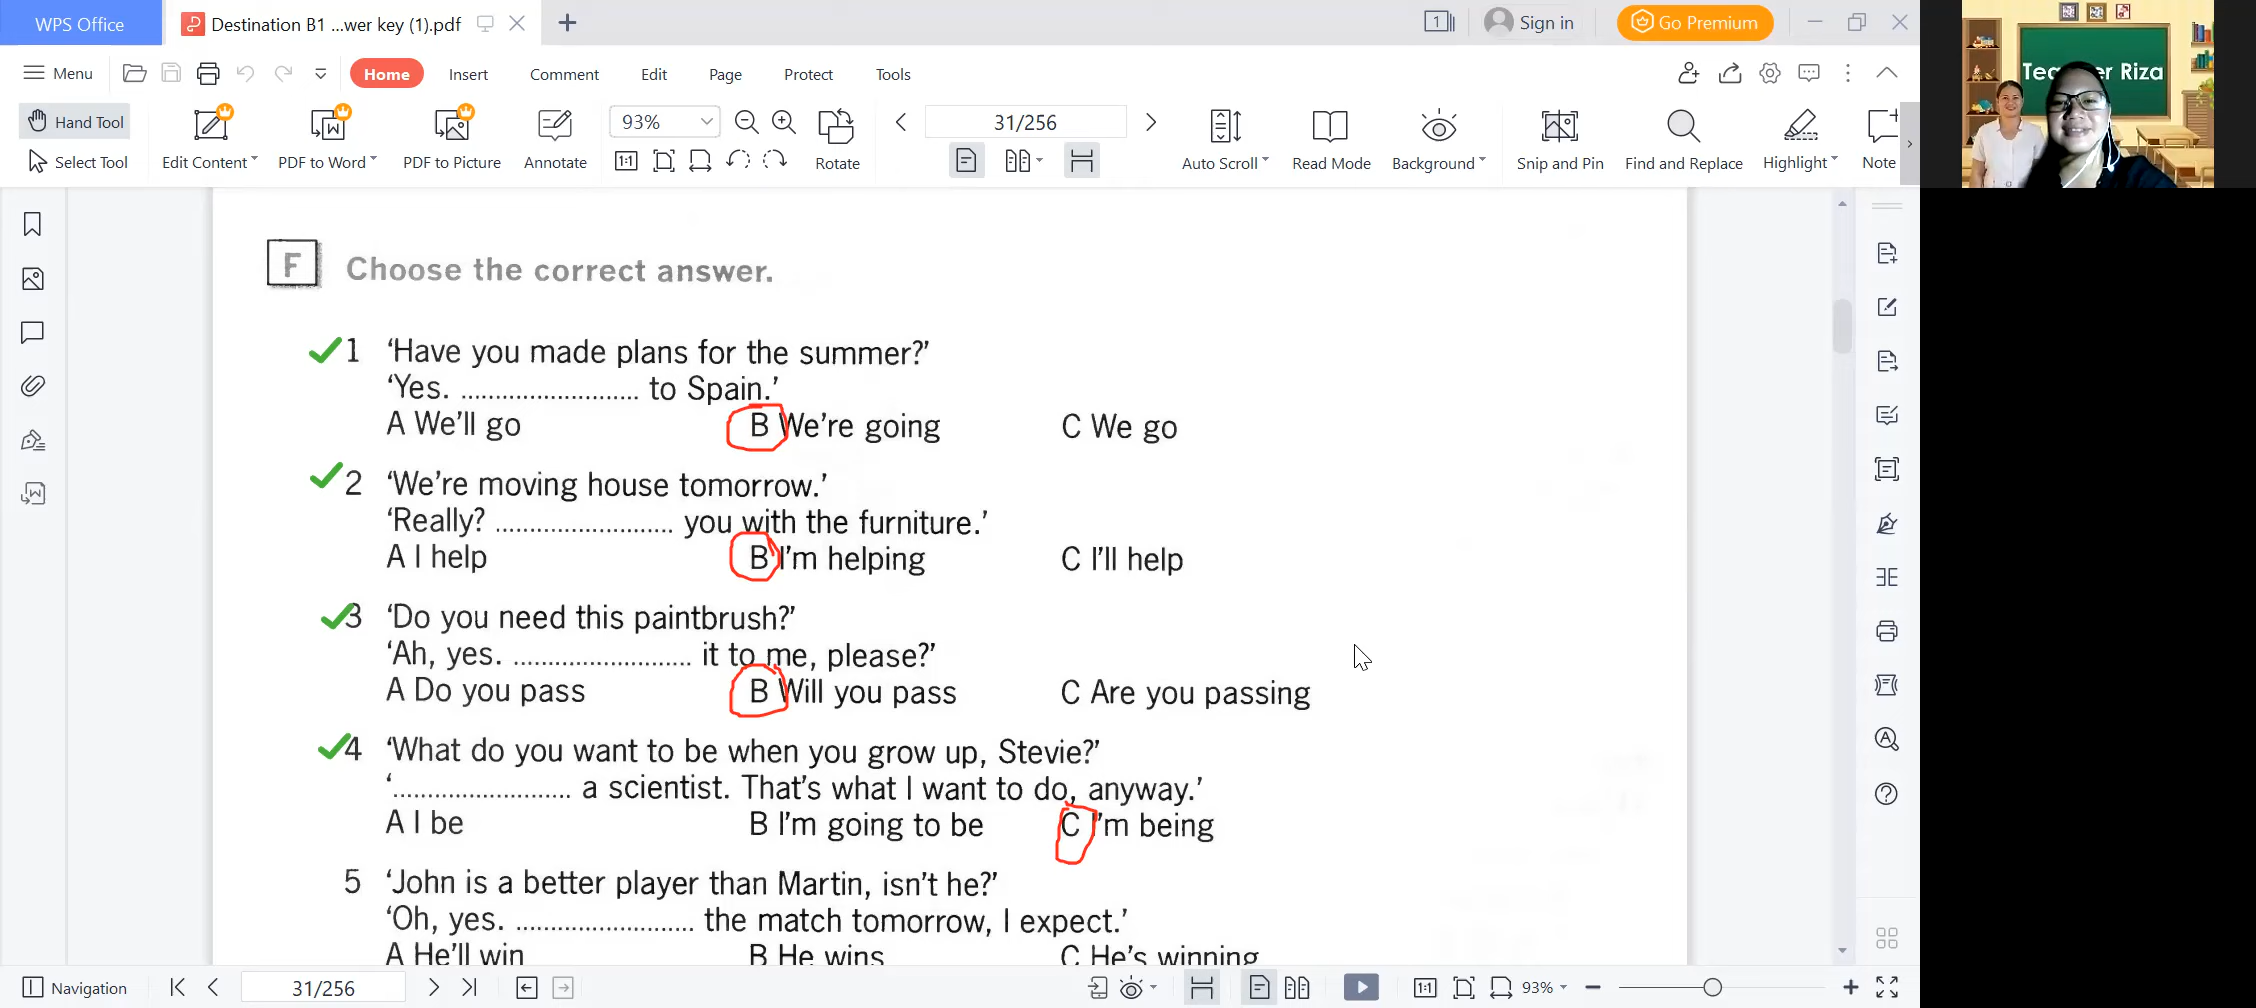 WPS Office
Destination B1 ...wer key (1).pdf
1
Sign in
Go Premium
Menu
Home
Insert
Comment
Edit
Page
Protect
Tools
Hand Tool
Select Tool
Edit Content
PDF to Word
PDF to Picture
Annotate
93%
1:1
Rotate
31/256
Auto Scroll
Read Mode
Background
Snip and Pin
Find and Replace
Highlight
Note
Riza
F Choose the correct answer.
1 ‘Have you made plans for the summer?’
‘Yes. .......................... to Spain.’
A We’ll go B We’re going C We go
2 ‘We’re moving house tomorrow.’
‘Really? .......................... you with the furniture.’
A I help B I’m helping C I’ll help
3 ‘Do you need this paintbrush?’
‘Ah, yes. .......................... it to me, please?’
A Do you pass B Will you pass C Are you passing
4 ‘What do you want to be when you grow up, Stevie?’
‘.......................... a scientist. That’s what I want to do, anyway.’
A I be B I’m going to be C I’m being
5 ‘John is a better player than Martin, isn’t he?’
‘Oh, yes. .......................... the match tomorrow, I expect.’
A He’ll win B He wins C He’s winning
Navigation
31/256
1:1
93%